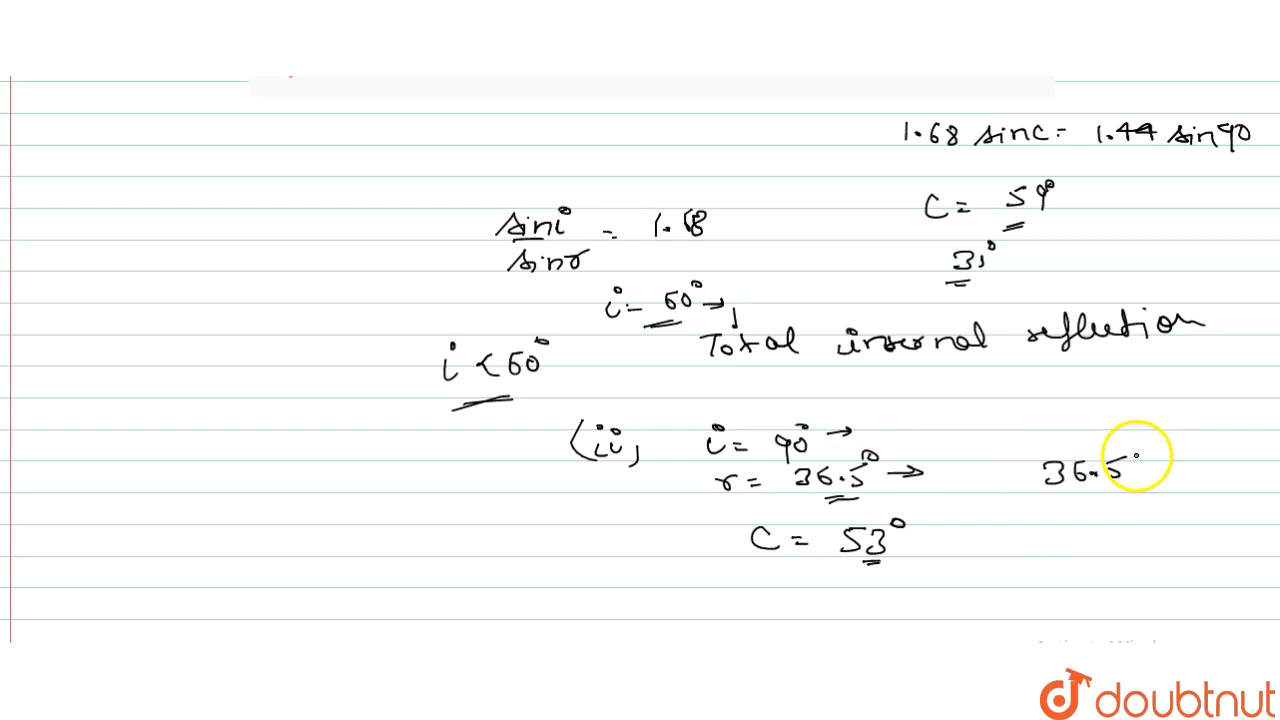 1.68 sinc = 1.44 sin90
C = 59°
sini° / sinr = 1.68
31°
i = 60° →
Total internal reflection
i < 60°
(ii) i = 90° →
r = 36.5° → 36.5°
C = 53°
doubtnut